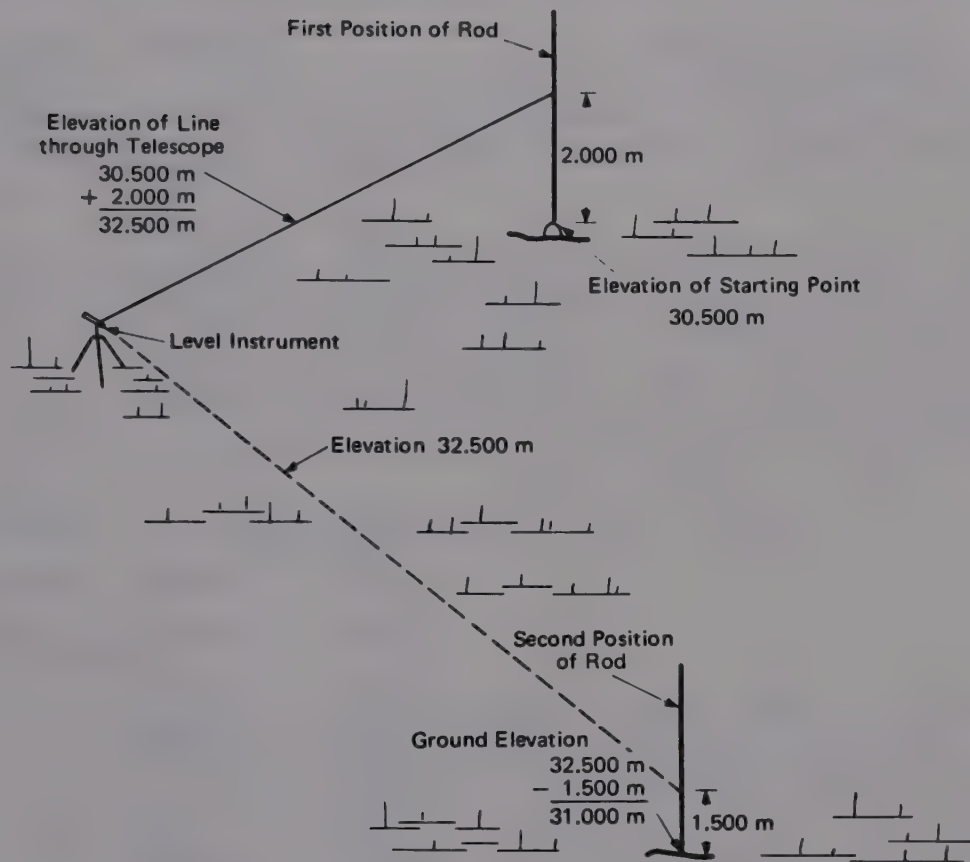 First Position of Rod
Elevation of Line
through Telescope
30.500 m
+ 2.000 m
32.500 m
2.000 m
Elevation of Starting Point
30.500 m
Level Instrument
Elevation 32.500 m
Second Position
of Rod
Ground Elevation
32.500 m
- 1.500 m
31.000 m
1.500 m